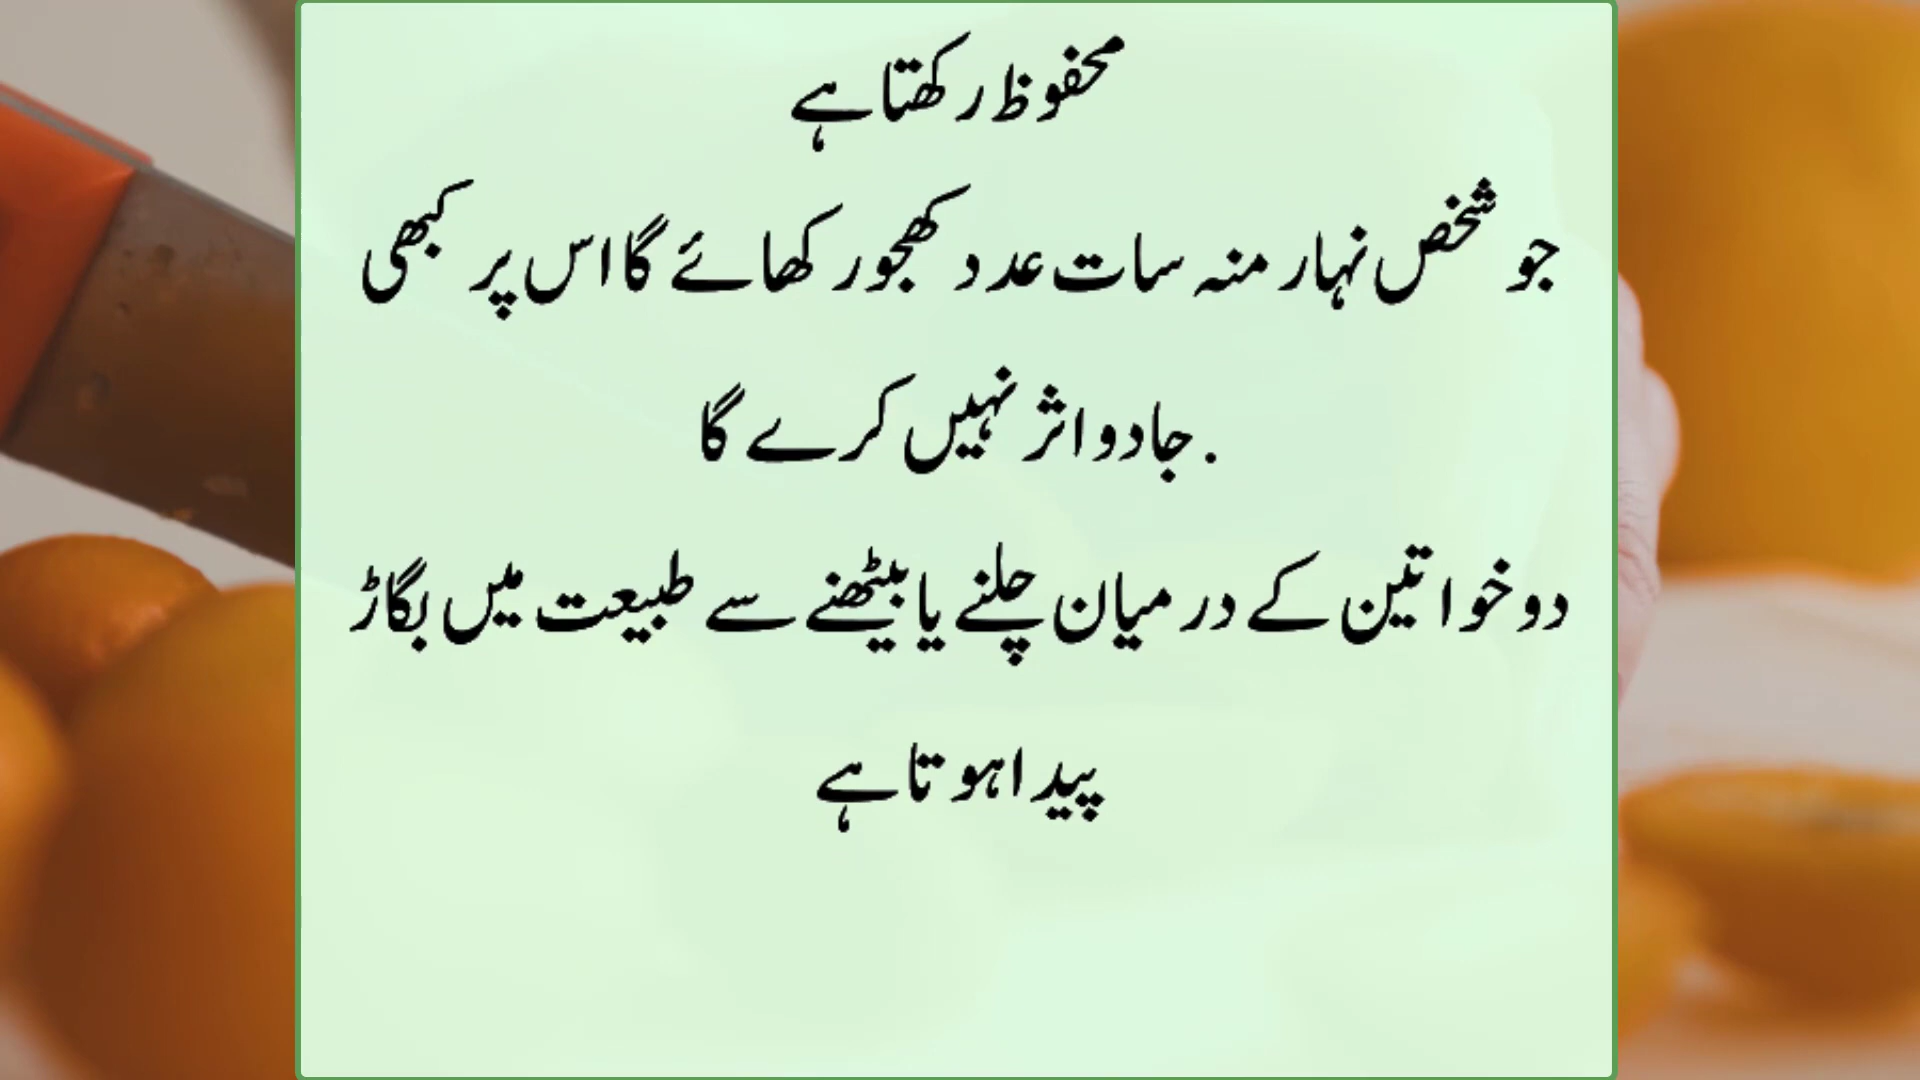 محفوظ رکھتا ہے
جو شخص نہار منہ سات عدد کھجور کھائے گا اس پر کبھی
.جادو اثر نہیں کرے گا
دو خواتین کے درمیان چلنے یا بیٹھنے سے طبیعت میں بگاڑ
پیدا ہوتا ہے